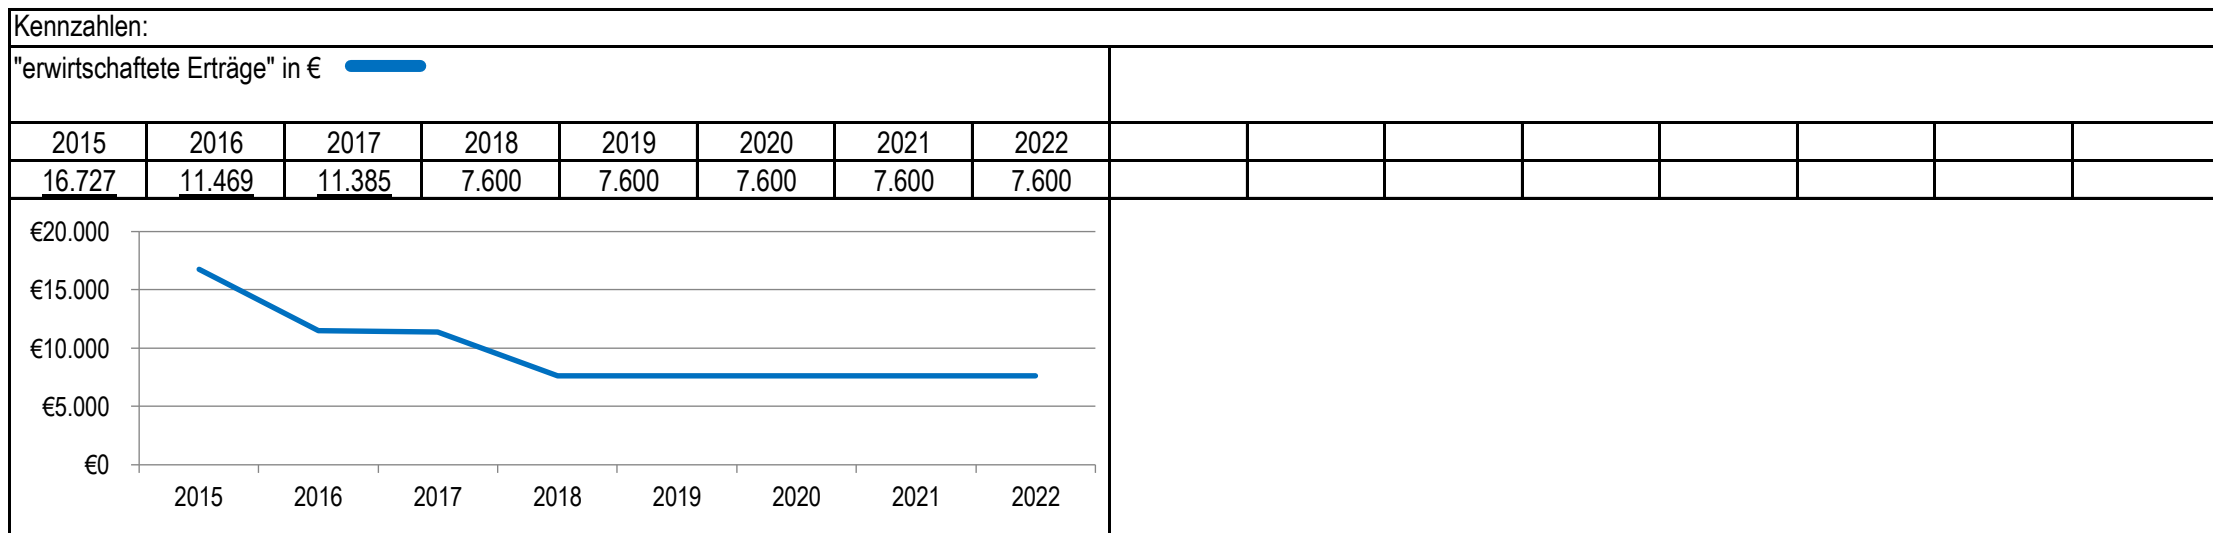 Kennzahlen:
"erwirtschaftete Erträge" in €
2015 2016 2017 2018 2019 2020 2021 2022
16.727 11.469 11.385 7.600 7.600 7.600 7.600 7.600
€20.000
€15.000
€10.000
€5.000
€0
2015 2016 2017 2018 2019 2020 2021 2022